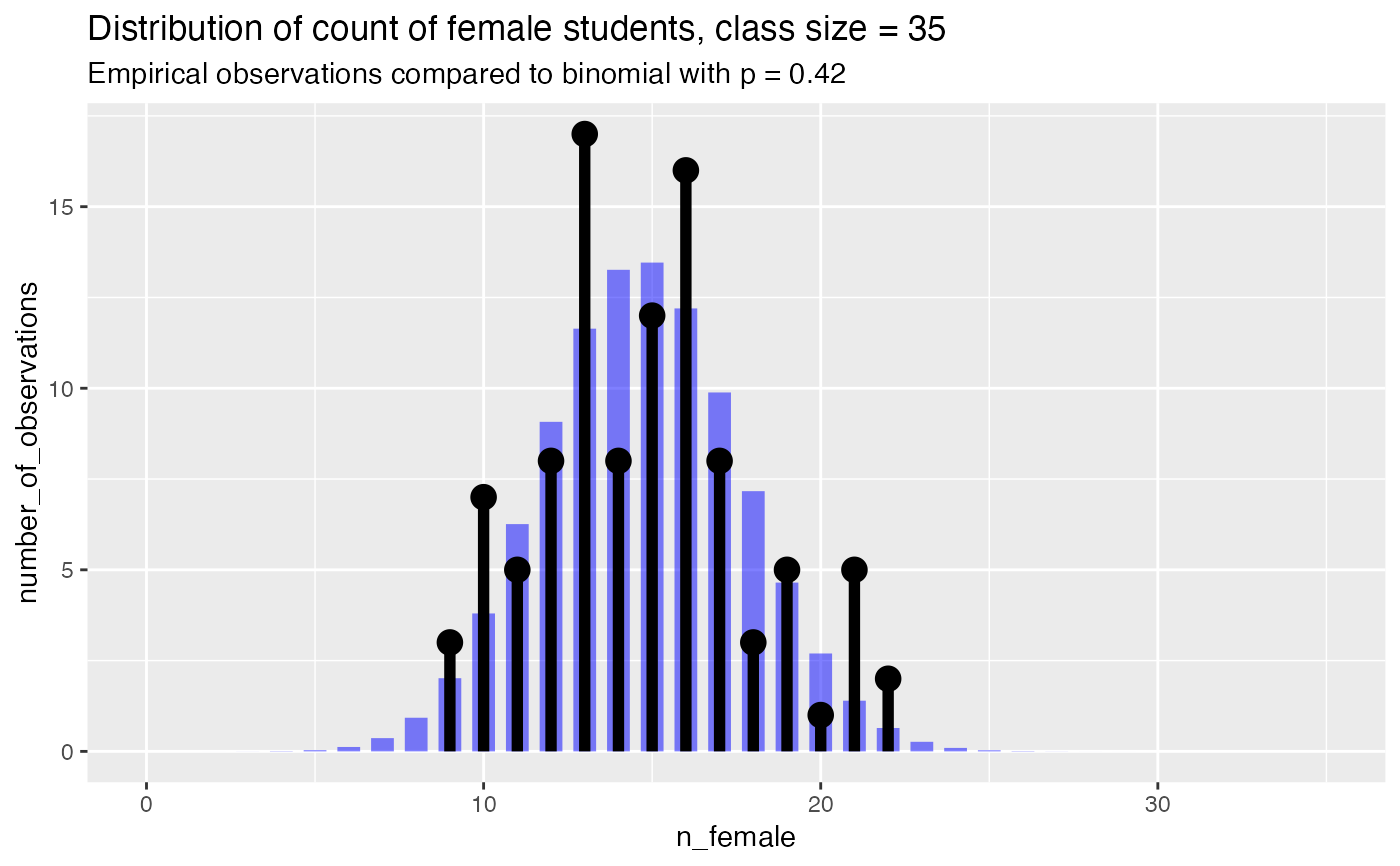 Distribution of count of female students, class size = 35
Empirical observations compared to binomial with p = 0.42
number_of_observations
15
10
5
0
0 10 20 30
n_female